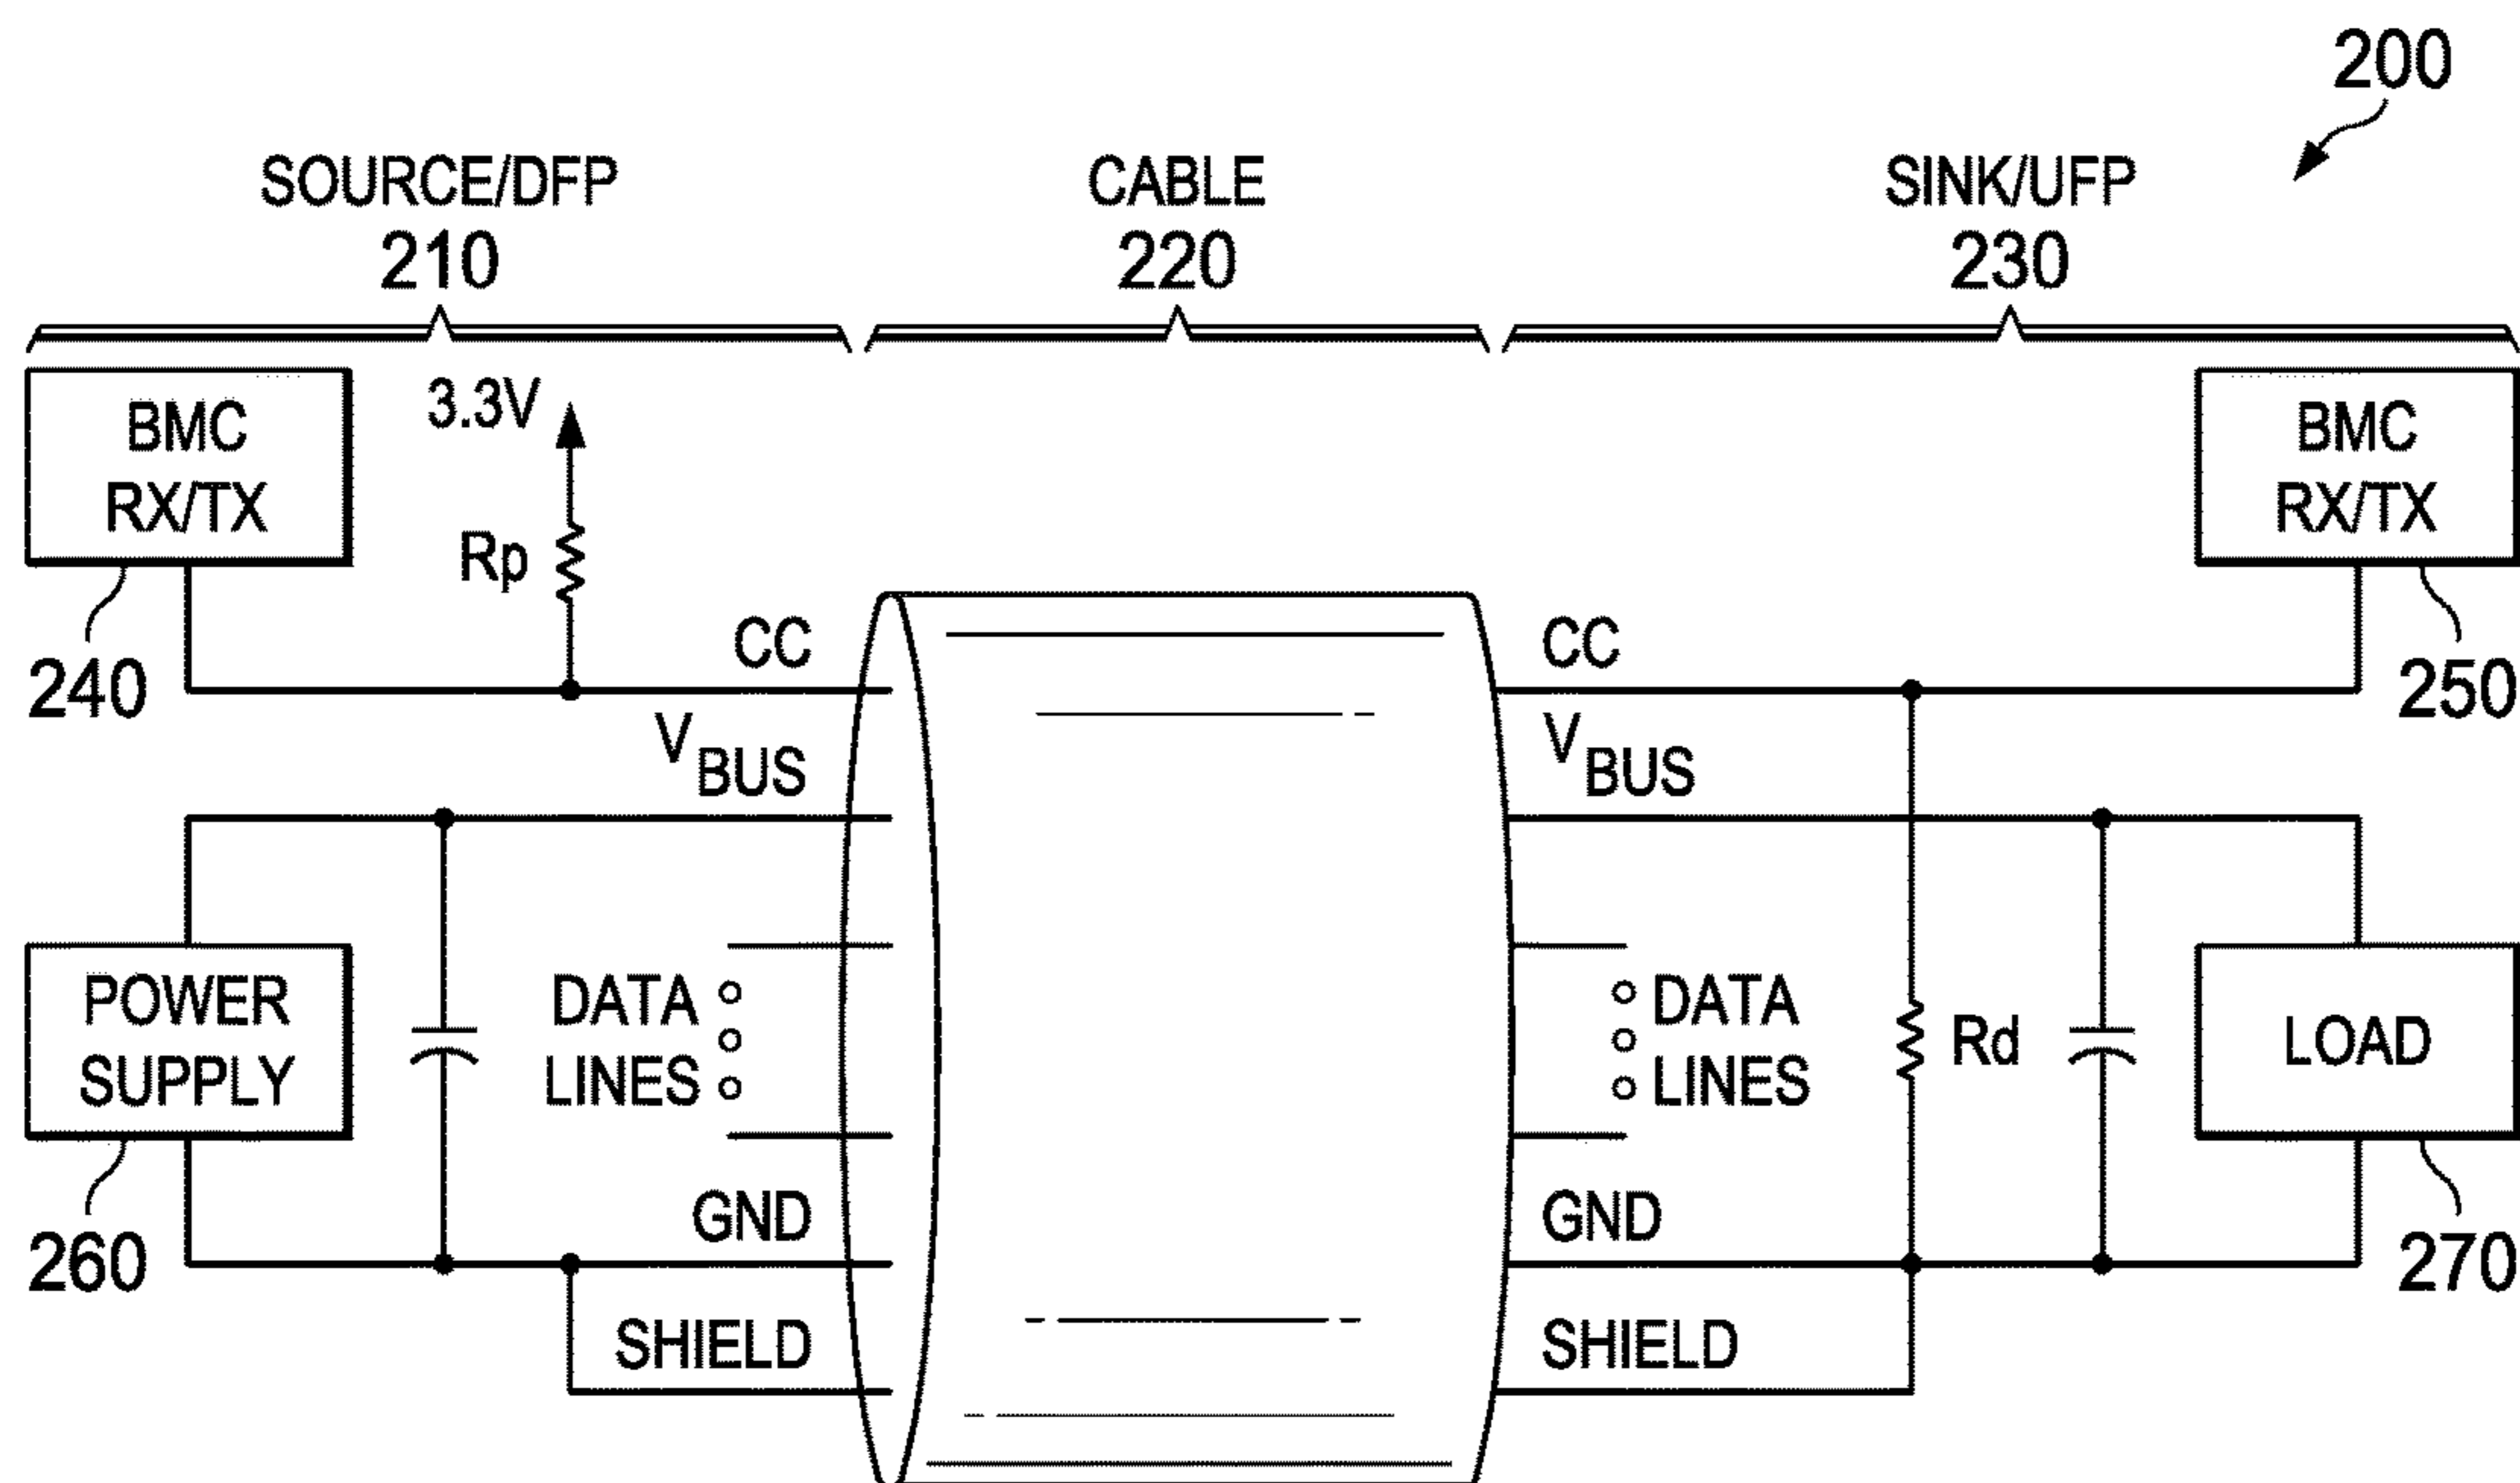 200
SOURCE/DFP
210
CABLE
220
SINK/UFP
230
BMC
RX/TX
240
3.3V
Rp
BMC
RX/TX
250
CC
CC
VBUS
VBUS
POWER
SUPPLY
260
DATA
LINES
DATA
LINES
Rd
LOAD
270
GND
GND
SHIELD
SHIELD